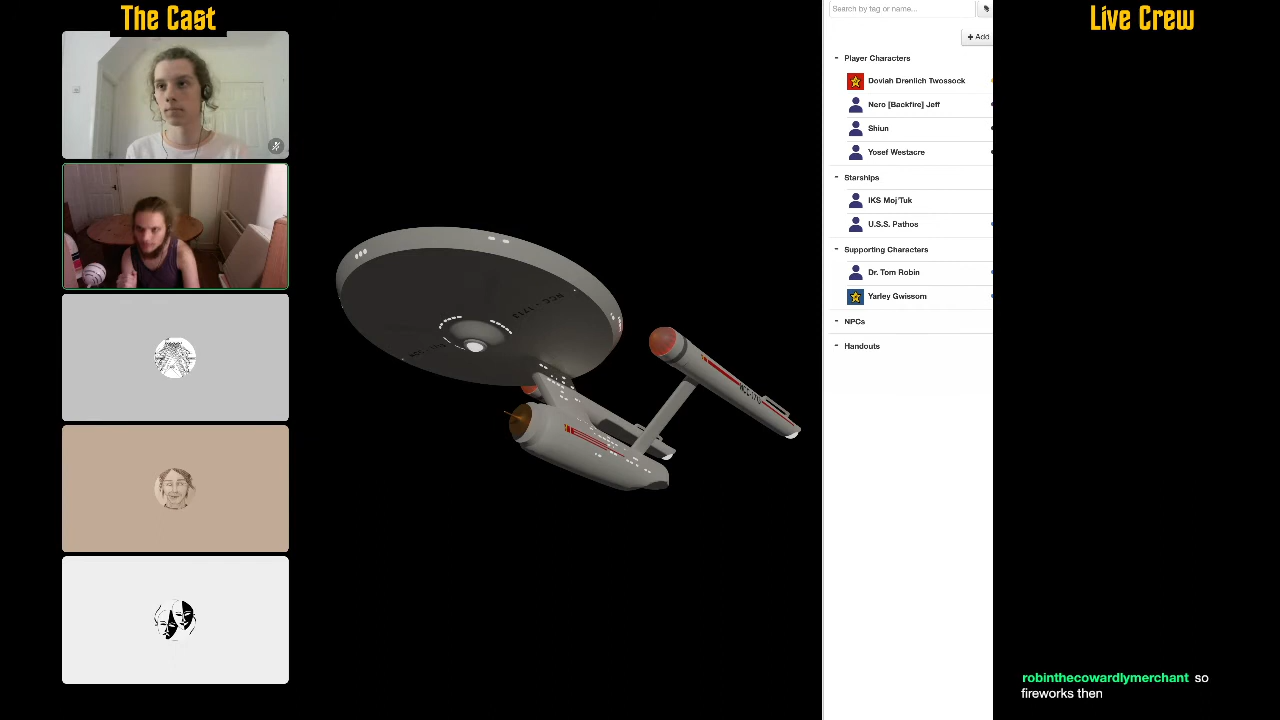 The Cast
Search by tag or name...
+ Add
- Player Characters
Doviah Drenlich Twossock
Nero [Backfire] Jeff
Shiun
Yosef Westacre
- Starships
IKS Moj'Tuk
U.S.S. Pathos
- Supporting Characters
Dr. Tom Robin
Yarley Gwissom
- NPCs
- Handouts
Live Crew
robinthecowardlymerchant so
fireworks then